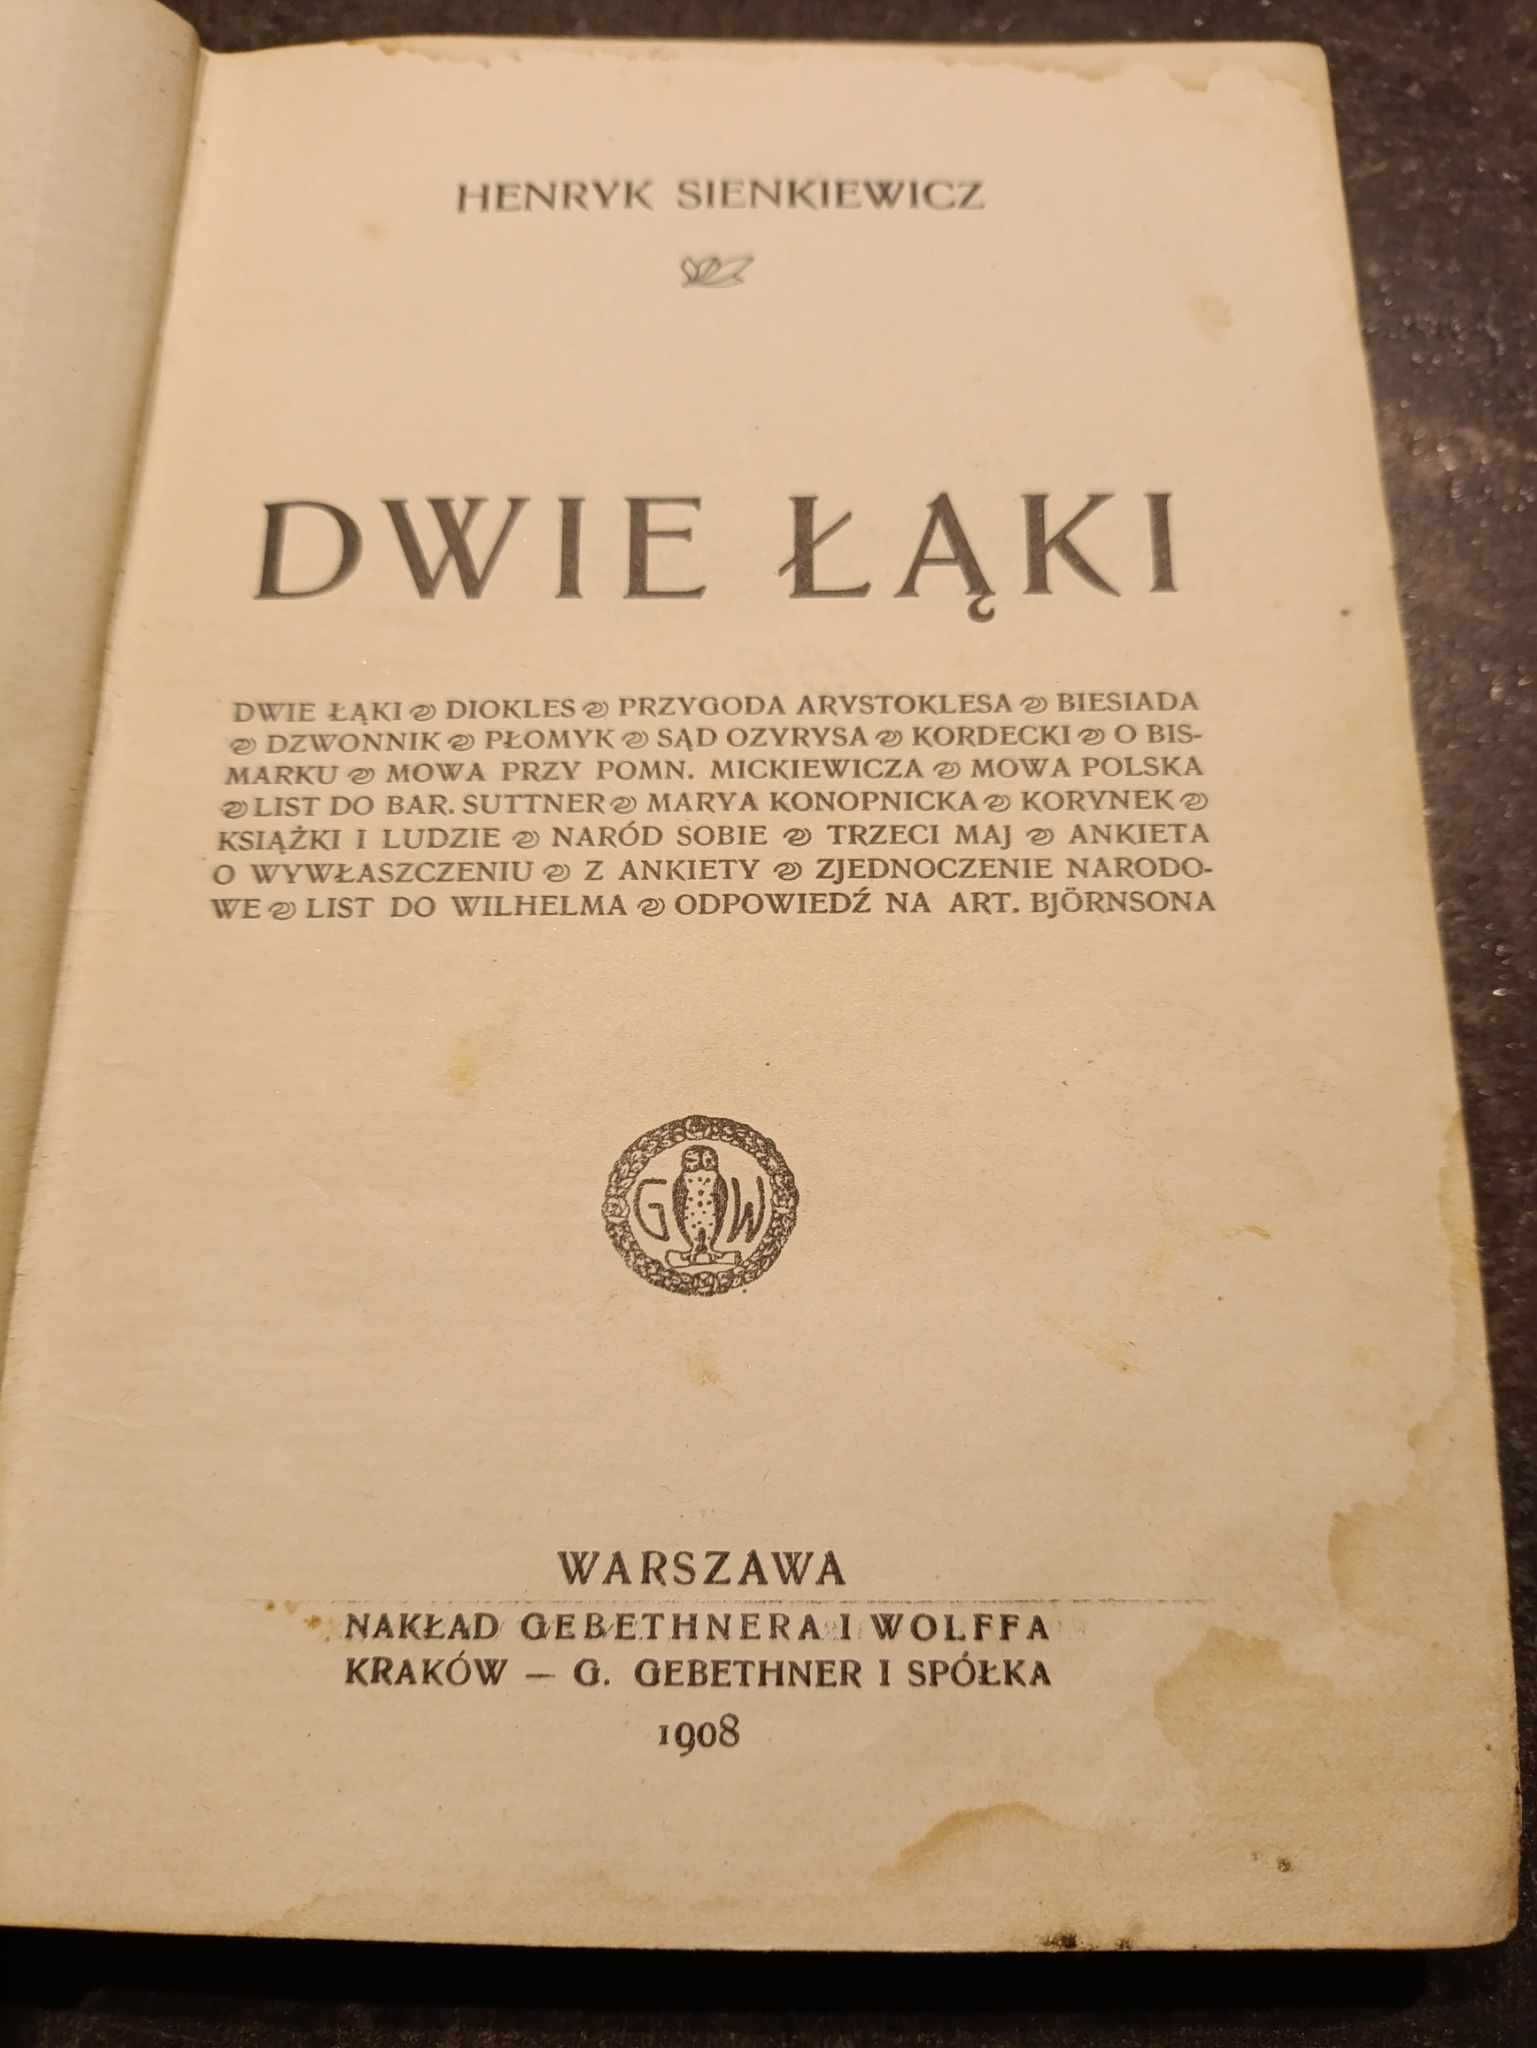 HENRYK SIENKIEWICZ
DWIE ŁĄKI
DWIE ŁĄKI DIOKLES PRZYGODA ARYSTOKLESA BIESIADA
DZWONNIK PŁOMYK SĄD OZYRYSA KORDECKI O BIS-
MARKU MOWA PRZY POMN. MICKIEWICZA MOWA POLSKA
LIST DO BAR. SUTTNER MARYA KONOPNICKA KORYNEK
KSIĄŻKI I LUDZIE NARÓD SOBIE TRZECI MAJ ANKIETA
O WYWŁASZCZENIU Z ANKIETY ZJEDNOCZENIE NARODO-
WE LIST DO WILHELMA ODPOWIEDŹ NA ART. BJÖRNSONA
G W
WARSZAWA
NAKŁAD GEBETHNERA I WOLFFA
KRAKÓW — G. GEBETHNER I SPÓŁKA
1908